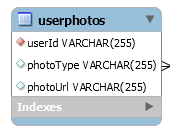 userphotos
userId VARCHAR(255)
photoType VARCHAR(255)
photoUrl VARCHAR(255)
Indexes